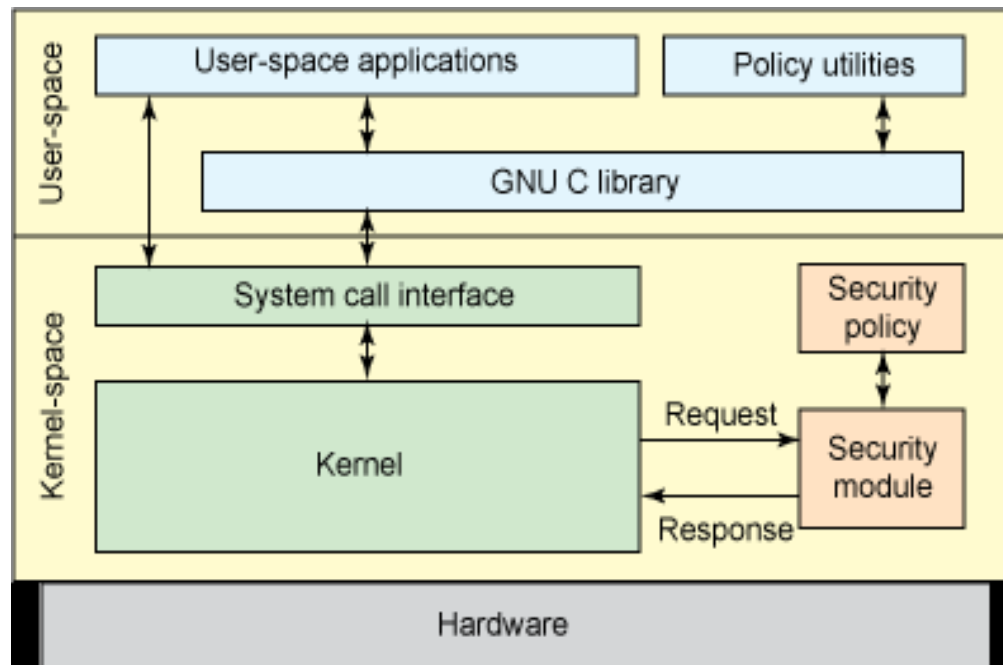 User-space
User-space applications
Policy utilities
GNU C library
Kernel-space
System call interface
Security
policy
Kernel
Request
Response
Security
module
Hardware